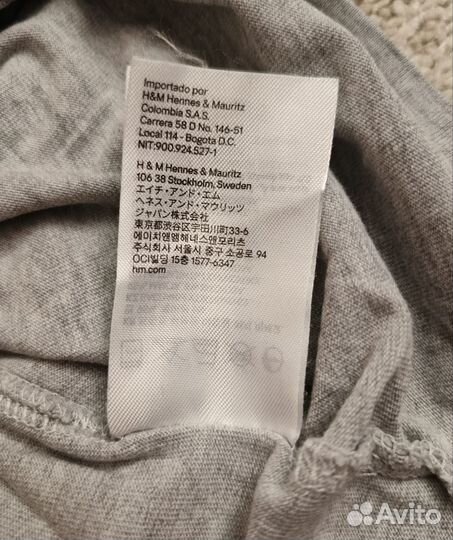 Importado por
H&M Hennes & Mauritz
Colombia S.A.S.
Carrera 58 D No. 146-51
Local 114 - Bogota D.C.
NIT:900.924.527-1
H & M Hennes & Mauritz
106 38 Stockholm, Sweden
エイチ・アンド・エム
ヘネス・アンド・マウリッツ
ジャパン株式会社
東京都渋谷区宇田川町33-6
에이치앤엠헤네스앤모리츠
주식회사 서울시 중구 소공로 94
OCI빌딩 15층 1577-6347
hm.com
Avito